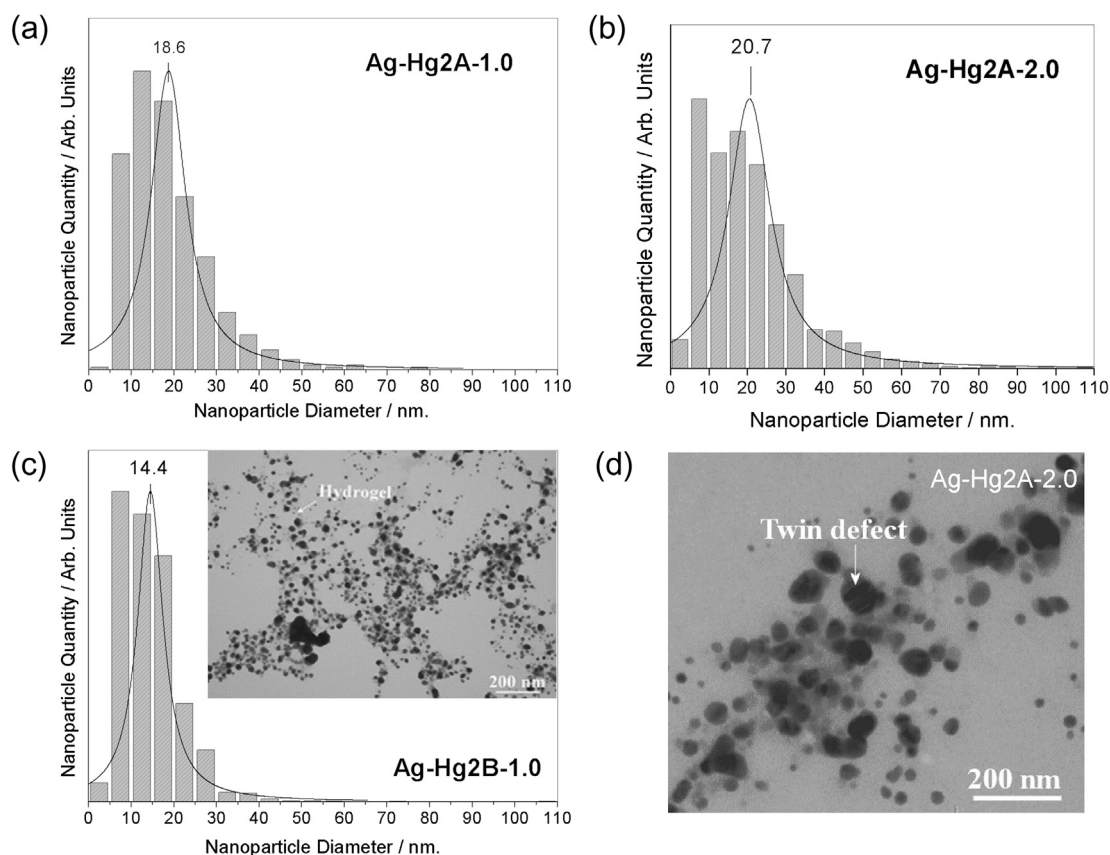 (a)
18.6
Ag-Hg2A-1.0
Nanoparticle Quantity / Arb. Units
0 10 20 30 40 50 60 70 80 90 100 110
Nanoparticle Diameter / nm.
(b)
20.7
Ag-Hg2A-2.0
Nanoparticle Quantity / Arb. Units
0 10 20 30 40 50 60 70 80 90 100 110
Nanoparticle Diameter / nm.
(c)
14.4
Hydrogel
200 nm
Ag-Hg2B-1.0
Nanoparticle Quantity / Arb. Units
0 10 20 30 40 50 60 70 80 90 100 110
Nanoparticle Diameter / nm.
(d)
Ag-Hg2A-2.0
Twin defect
200 nm